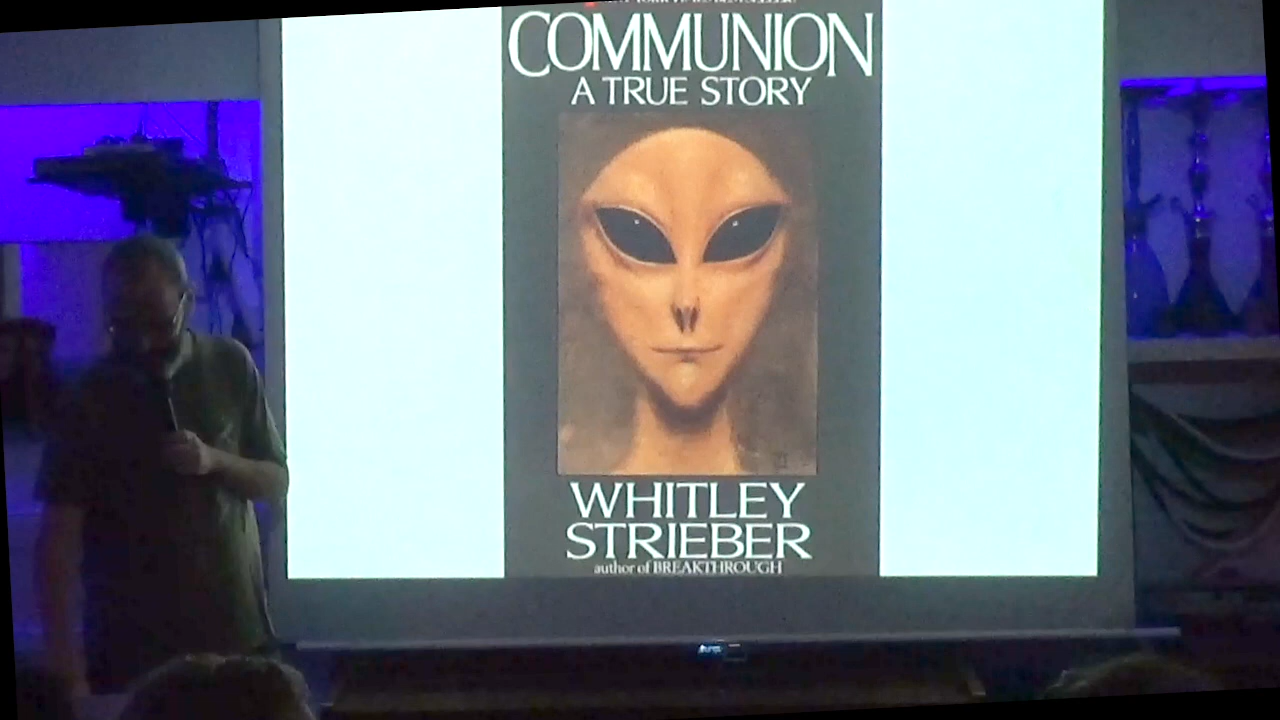 COMMUNION
A TRUE STORY
WHITLEY
STRIEBER
author of BREAKTHROUGH